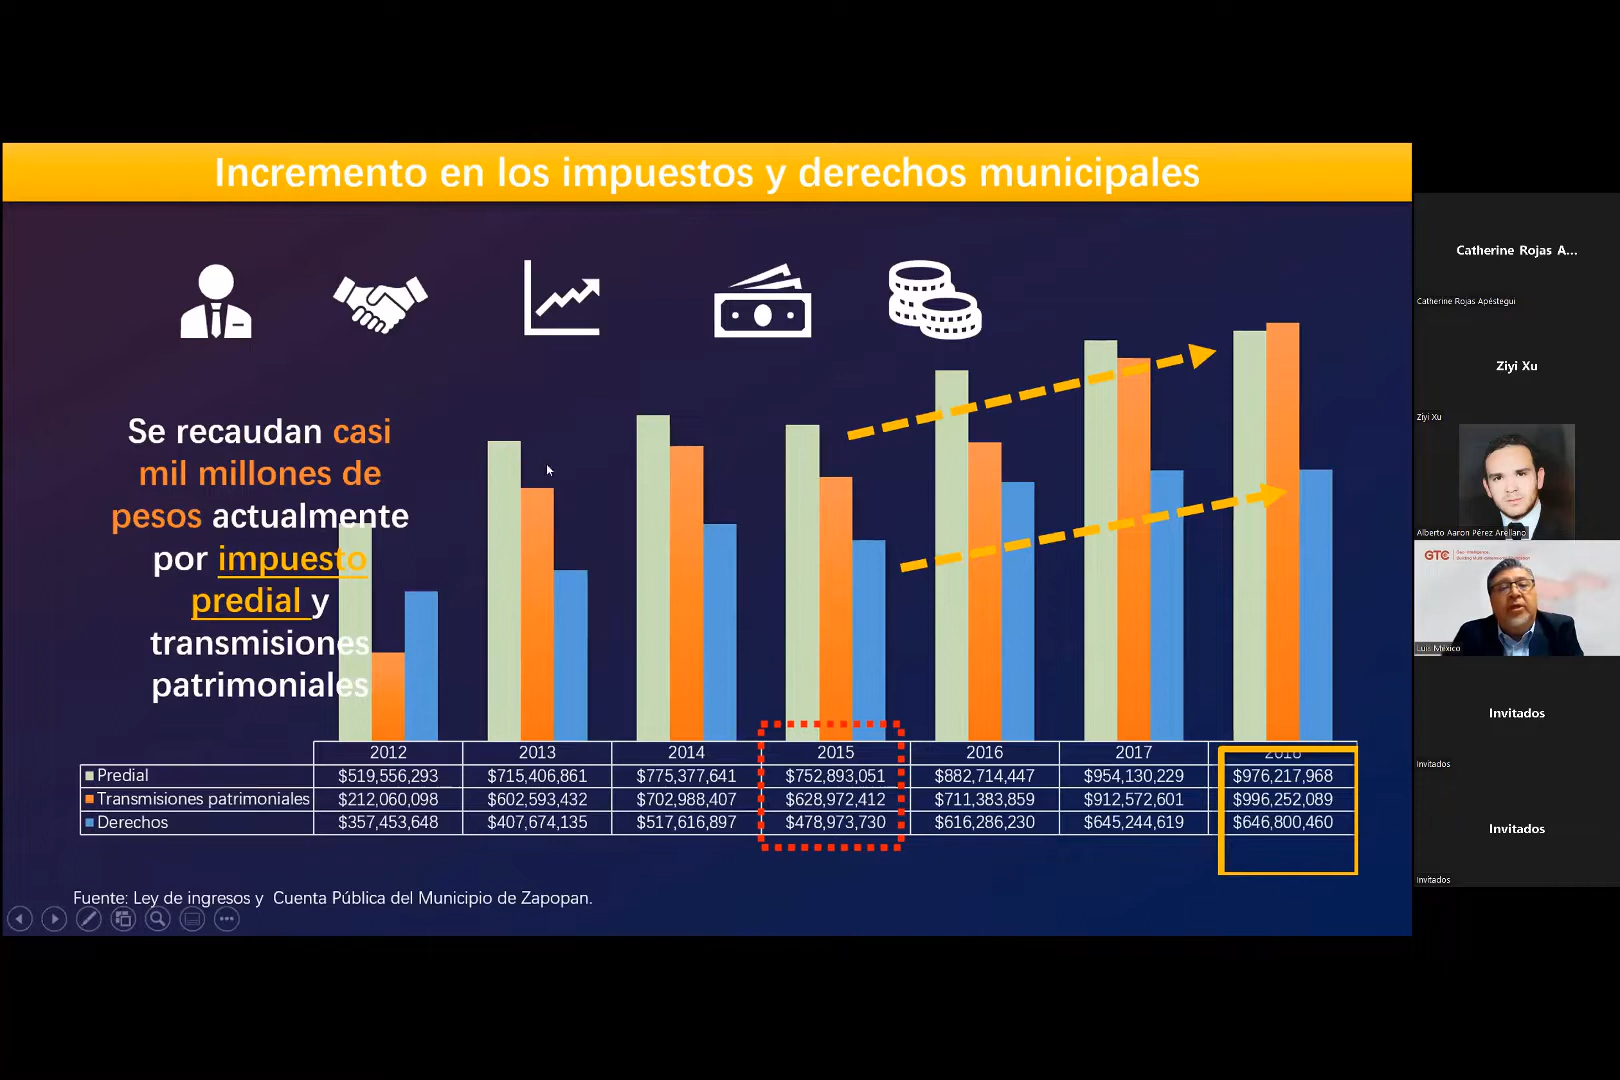 Incremento en los impuestos y derechos municipales
Se recaudan casi
mil millones de
pesos actualmente
por impuesto
predial y
transmisiones
patrimoniales
2012 2013 2014 2015 2016 2017 2018
Predial $519,556,293 $715,406,861 $775,377,641 $752,893,051 $882,714,447 $954,130,229 $976,217,968
Transmisiones patrimoniales $212,060,098 $602,593,432 $702,988,407 $628,972,412 $711,383,859 $912,572,601 $996,252,089
Derechos $357,453,648 $407,674,135 $517,616,897 $478,973,730 $616,286,230 $645,244,619 $646,800,460
Fuente: Ley de ingresos y Cuenta Pública del Municipio de Zapopan.
Catherine Rojas A...
Catherine Rojas Apéstegui
Ziyi Xu
Ziyi Xu
Alberto Aaron Pérez Arellano
GTC
Luis México
Invitados
Invitados
Invitados
Invitados